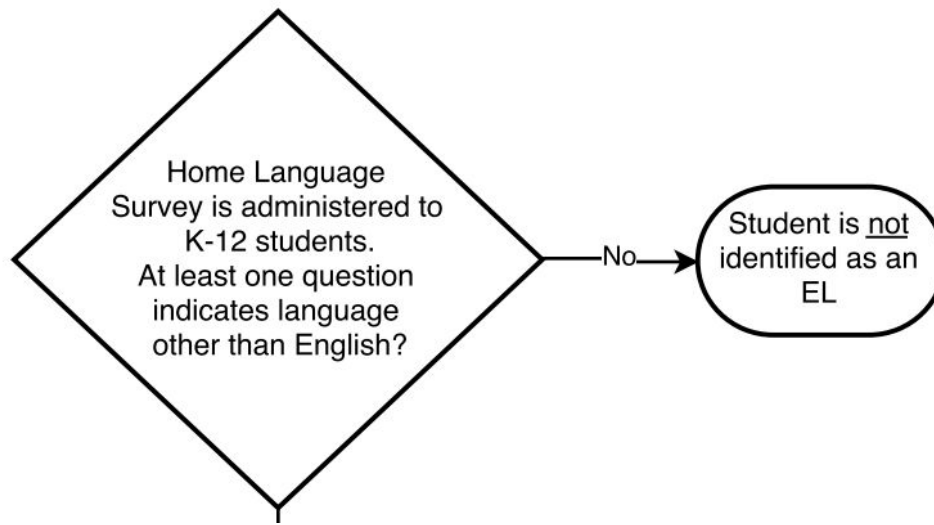 Home Language
Survey is administered to
K-12 students.
At least one question
indicates language
other than English?
No
Student is not
identified as an
EL